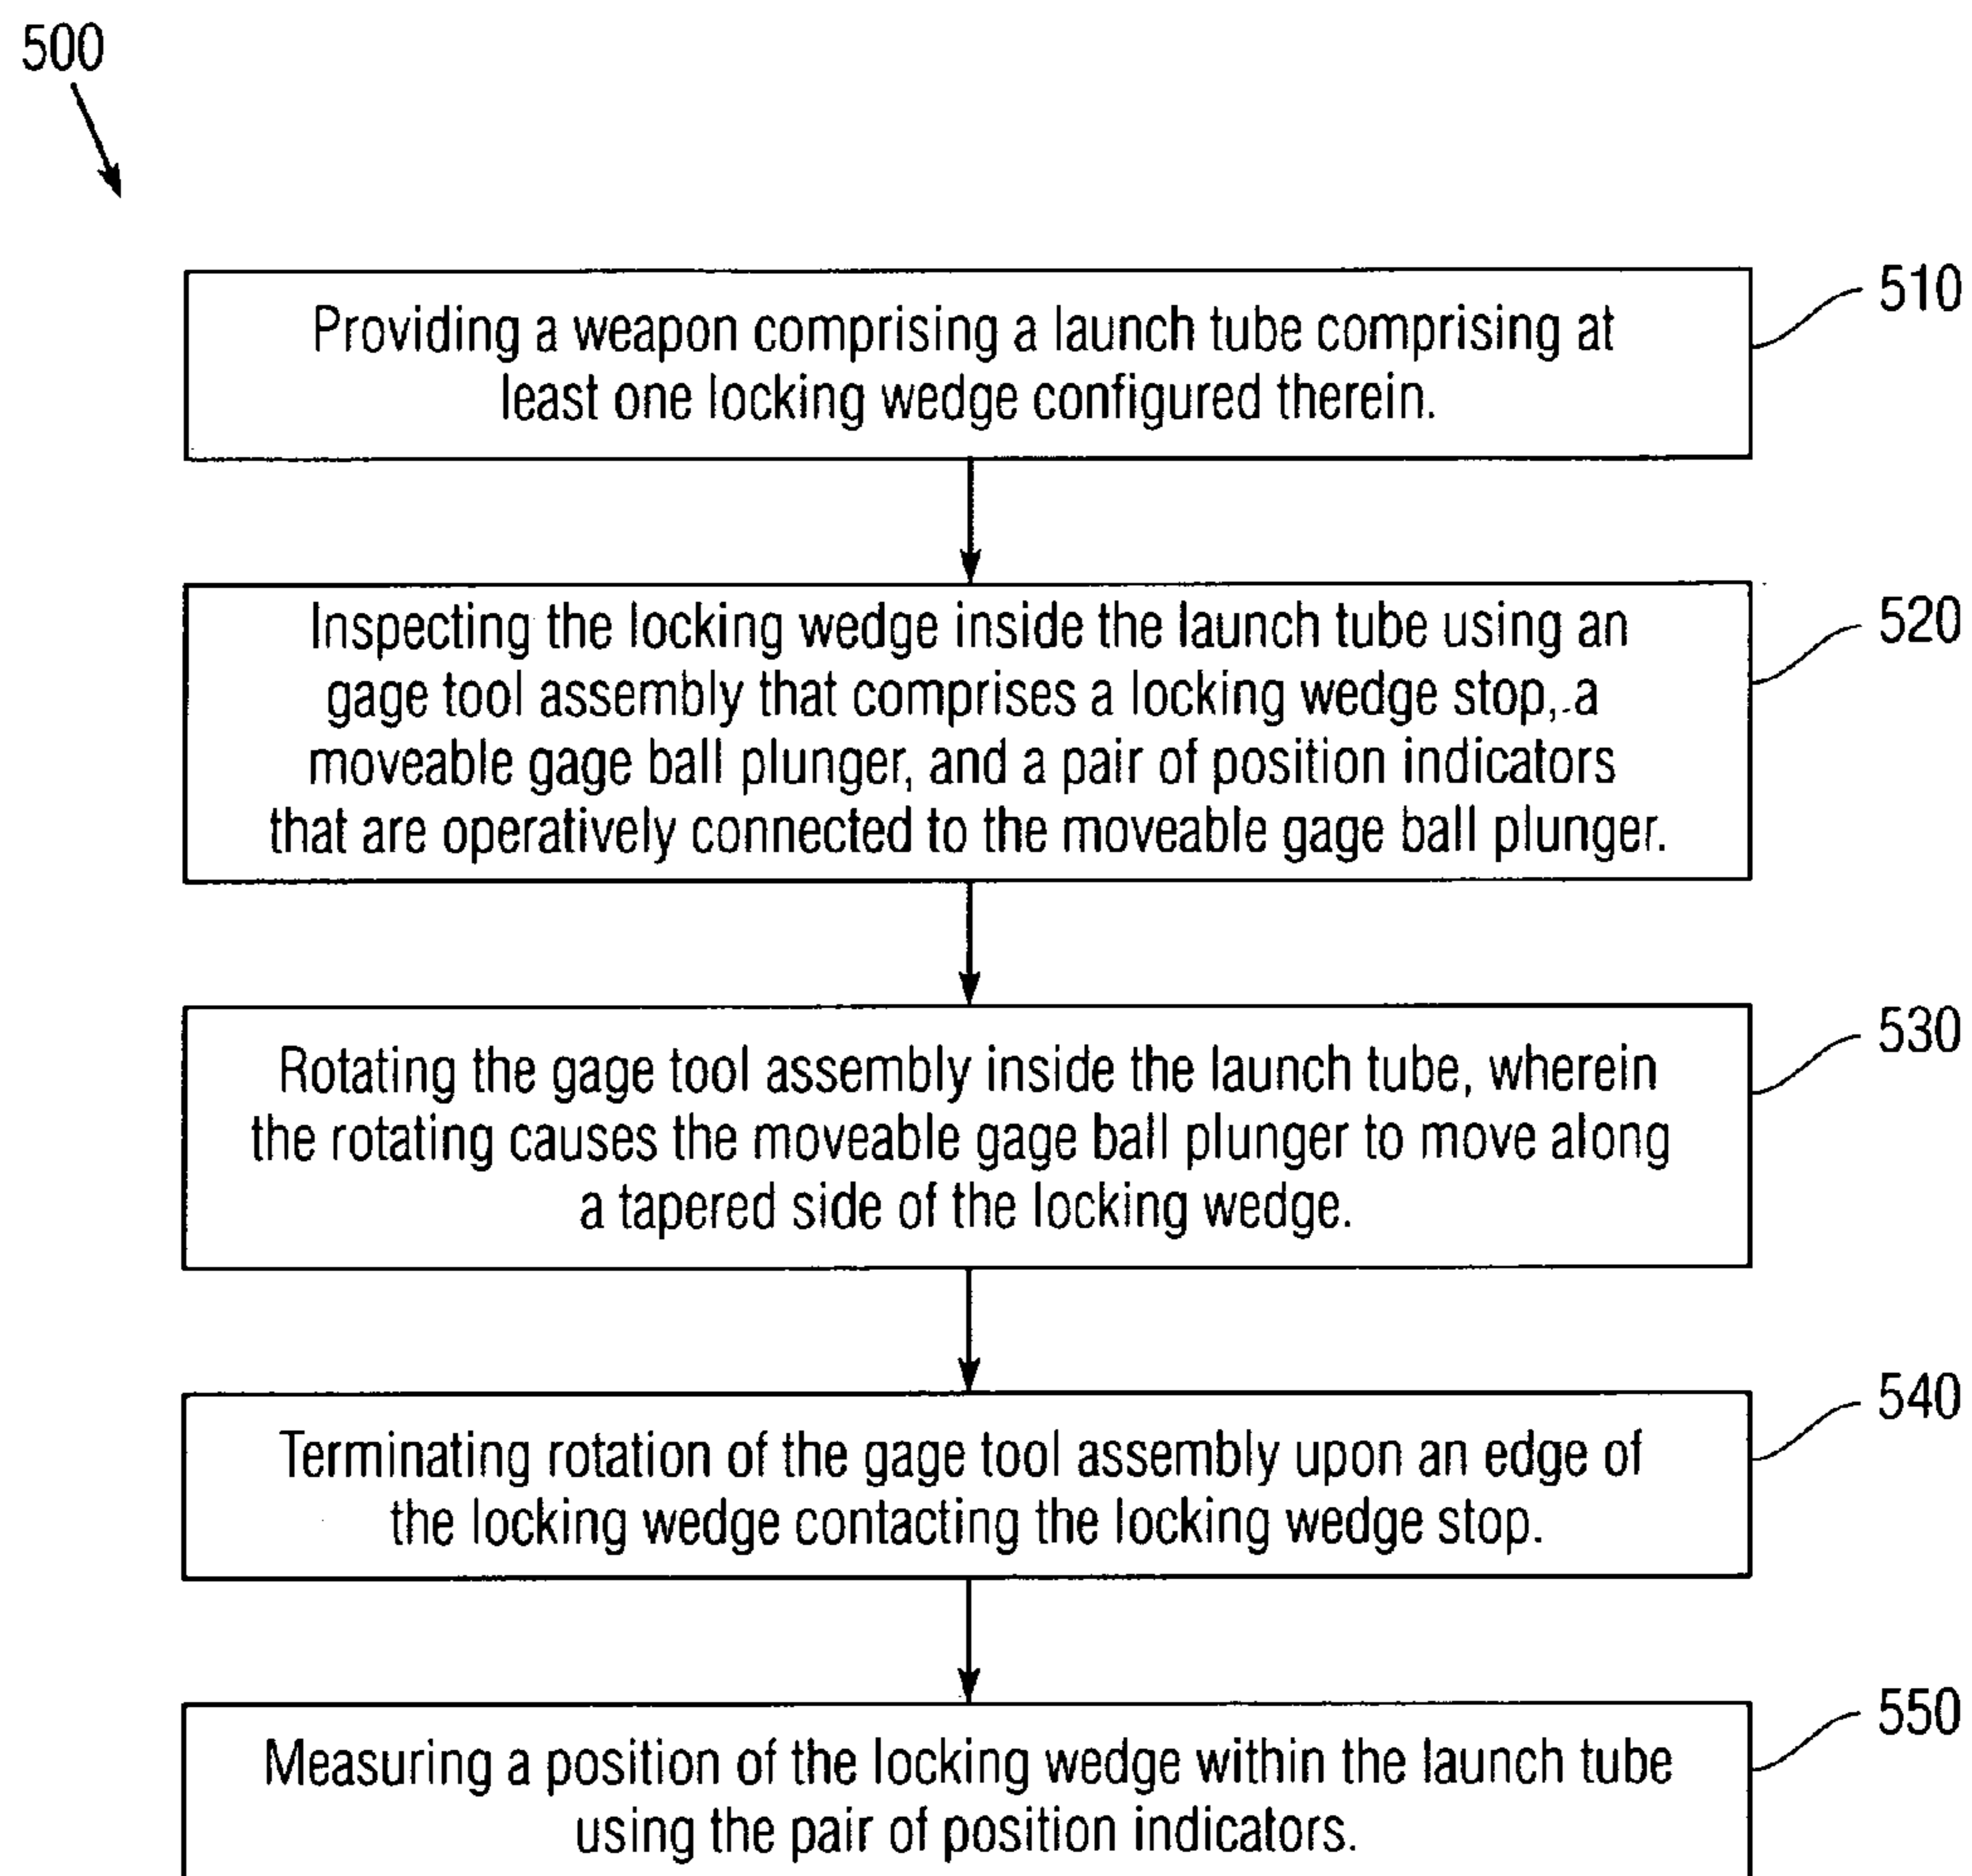 500
510
Providing a weapon comprising a launch tube comprising at
least one locking wedge configured therein.
520
Inspecting the locking wedge inside the launch tube using an
gage tool assembly that comprises a locking wedge stop, a
moveable gage ball plunger, and a pair of position indicators
that are operatively connected to the moveable gage ball plunger.
530
Rotating the gage tool assembly inside the launch tube, wherein
the rotating causes the moveable gage ball plunger to move along
a tapered side of the locking wedge.
540
Terminating rotation of the gage tool assembly upon an edge of
the locking wedge contacting the locking wedge stop.
550
Measuring a position of the locking wedge within the launch tube
using the pair of position indicators.